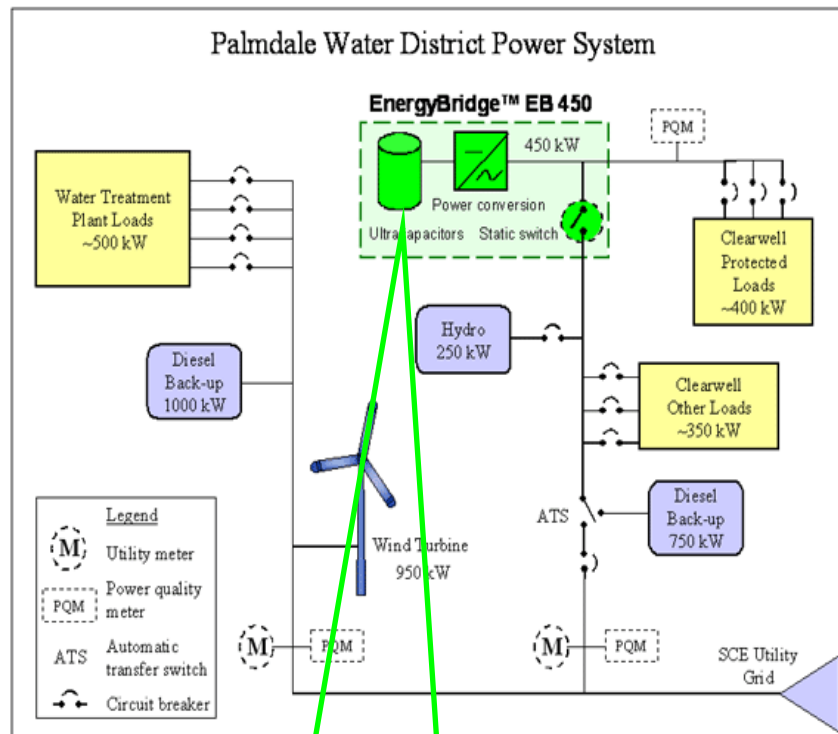 Palmdale Water District Power System
EnergyBridge™ EB 450
PQM
450 kW
Water Treatment
Plant Loads
~500 kW
Power conversion
Ultracapacitors
Static switch
Clearwell
Protected
Loads
~400 kW
Hydro
250 kW
Diesel
Back-up
1000 kW
Clearwell
Other Loads
~350 kW
ATS
Diesel
Back-up
750 kW
Wind Turbine
950 kW
Legend
M
Utility meter
PQM
Power quality
meter
ATS
Automatic
transfer switch
Circuit breaker
M
PQM
M
PQM
SCE Utility
Grid